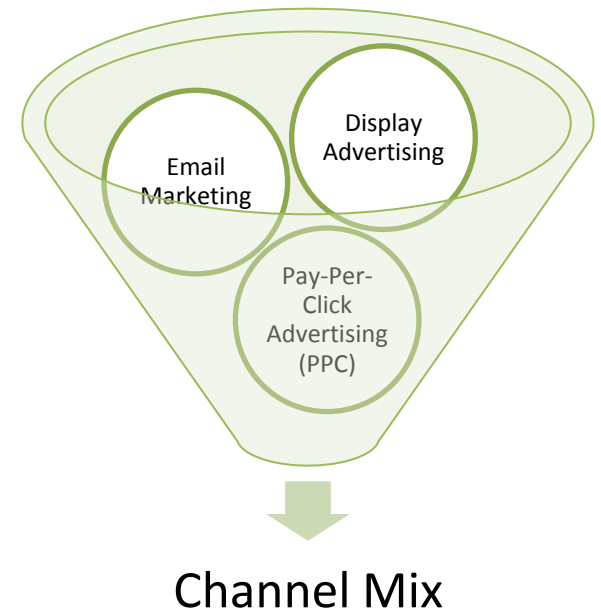 Display
Advertising
Email
Marketing
Pay-Per-
Click
Advertising
(PPC)
Channel Mix